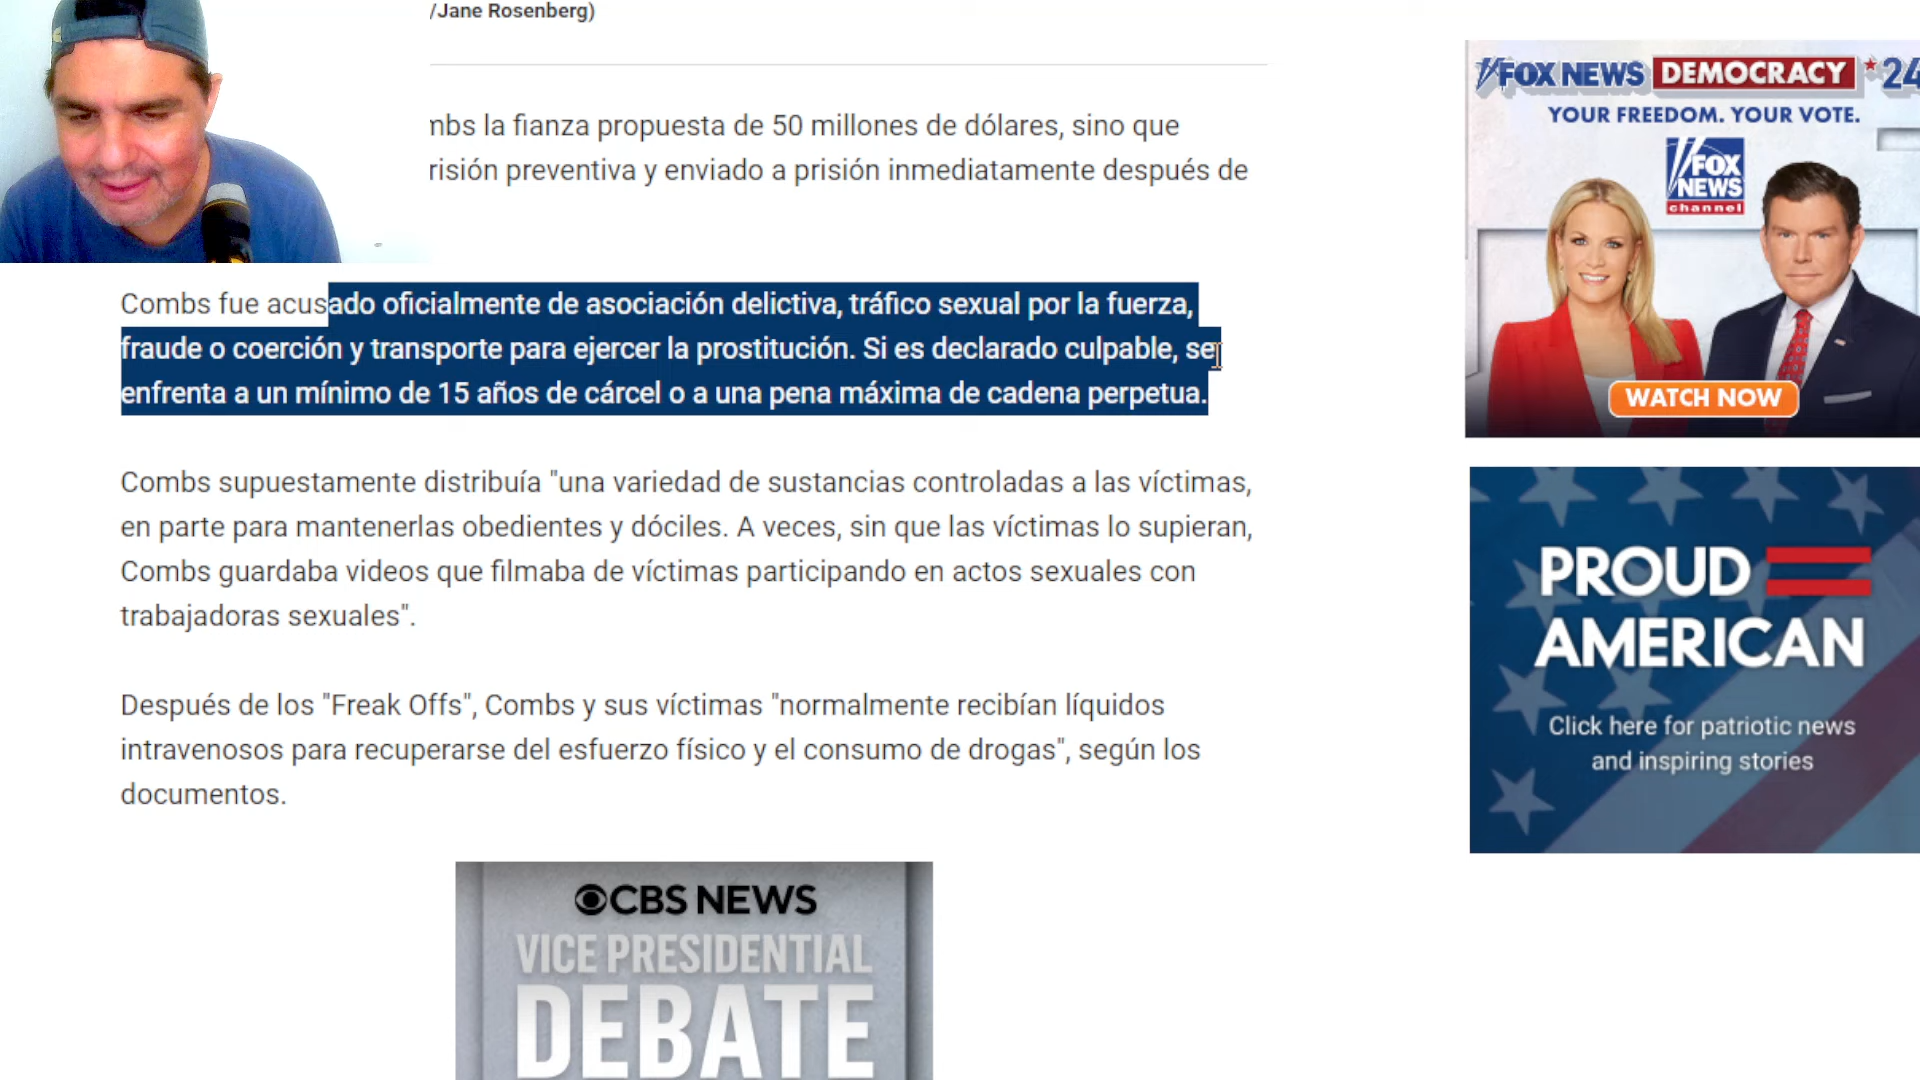 /Jane Rosenberg)
mbs la fianza propuesta de 50 millones de dólares, sino que
risión preventiva y enviado a prisión inmediatamente después de
Combs fue acusado oficialmente de asociación delictiva, tráfico sexual por la fuerza,
fraude o coerción y transporte para ejercer la prostitución. Si es declarado culpable, se
enfrenta a un mínimo de 15 años de cárcel o a una pena máxima de cadena perpetua.
Combs supuestamente distribuía "una variedad de sustancias controladas a las víctimas,
en parte para mantenerlas obedientes y dóciles. A veces, sin que las víctimas lo supieran,
Combs guardaba videos que filmaba de víctimas participando en actos sexuales con
trabajadoras sexuales".
Después de los "Freak Offs", Combs y sus víctimas "normalmente recibían líquidos
intravenosos para recuperarse del esfuerzo físico y el consumo de drogas", según los
documentos.
CBS NEWS
VICE PRESIDENTIAL
DEBATE
FOX NEWS DEMOCRACY 24
YOUR FREEDOM. YOUR VOTE.
FOX
NEWS
channel
WATCH NOW
PROUD
AMERICAN
Click here for patriotic news
and inspiring stories